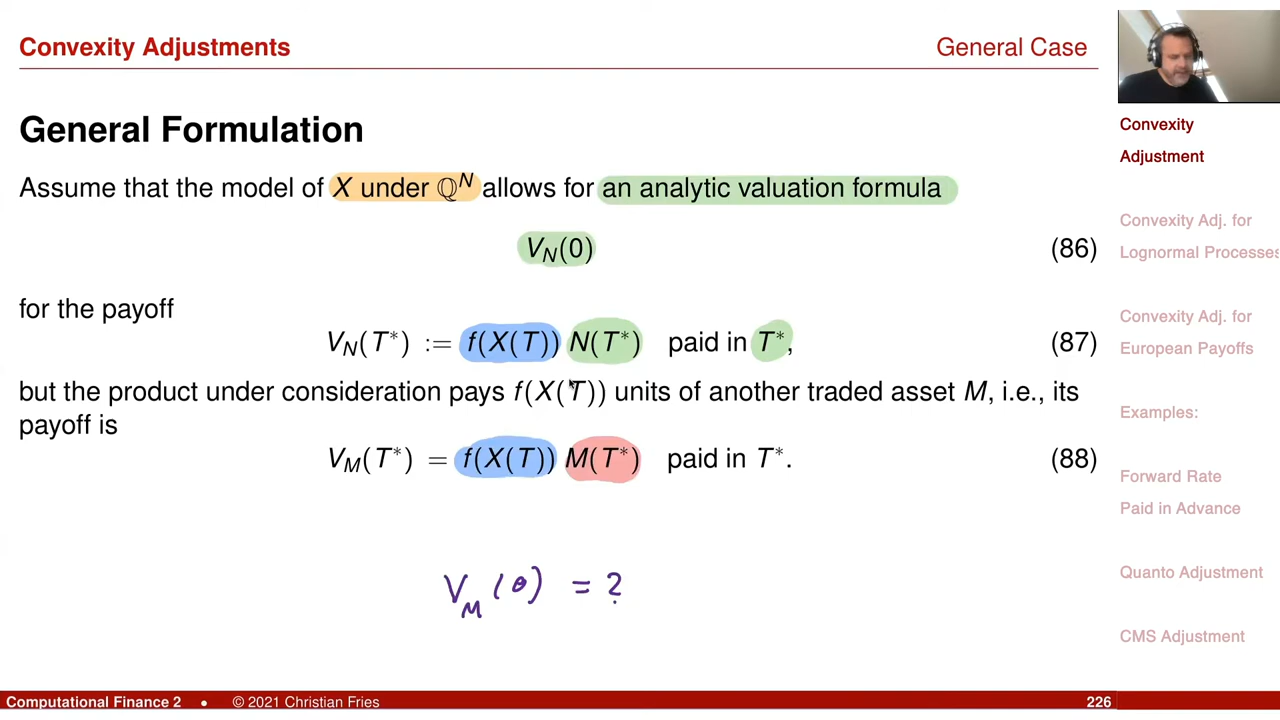 Convexity Adjustments
General Case
General Formulation
Assume that the model of X under ℚᴺ allows for an analytic valuation formula
V_N(0) (86)
for the payoff
V_N(T*) := f(X(T)) N(T*) paid in T*, (87)
but the product under consideration pays f(X(T)) units of another traded asset M, i.e., its
payoff is
V_M(T*) = f(X(T)) M(T*) paid in T*. (88)
V_M(0) = ?
Convexity
Adjustment
Convexity Adj. for
Lognormal Processes
Convexity Adj. for
European Payoffs
Examples:
Forward Rate
Paid in Advance
Quanto Adjustment
CMS Adjustment
Computational Finance 2 • © 2021 Christian Fries 226